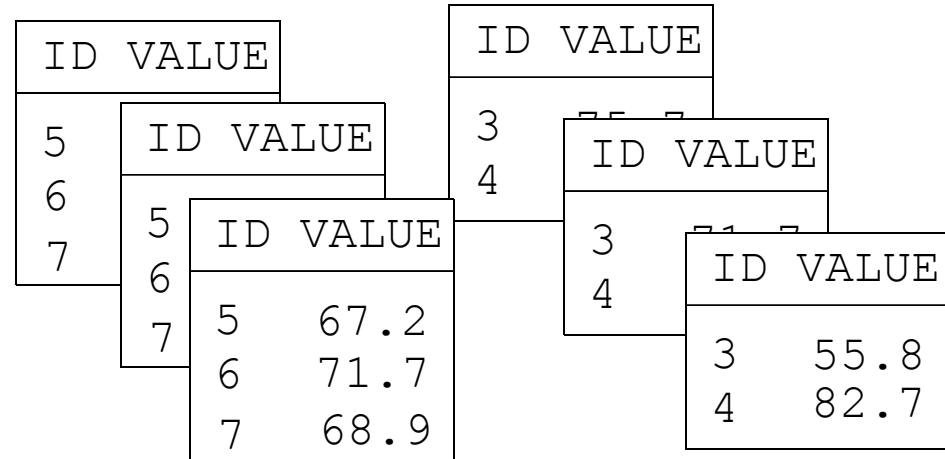 ID VALUE
5
6
7
ID VALUE
5
6
7
ID VALUE
5 67.2
6 71.7
7 68.9
ID VALUE
3
4
ID VALUE
3
4
ID VALUE
3 55.8
4 82.7